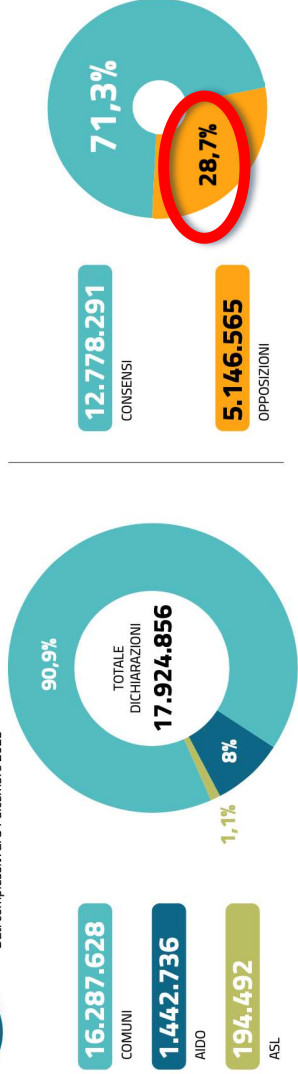 16.287.628
COMUNI
1.442.736
AIDO
194.492
ASL
90,9%
TOTALE
DICHIARAZIONI
17.924.856
8%
1,1%
12.778.291
CONSENSI
5.146.565
OPPOSIZIONI
71,3%
28,7%